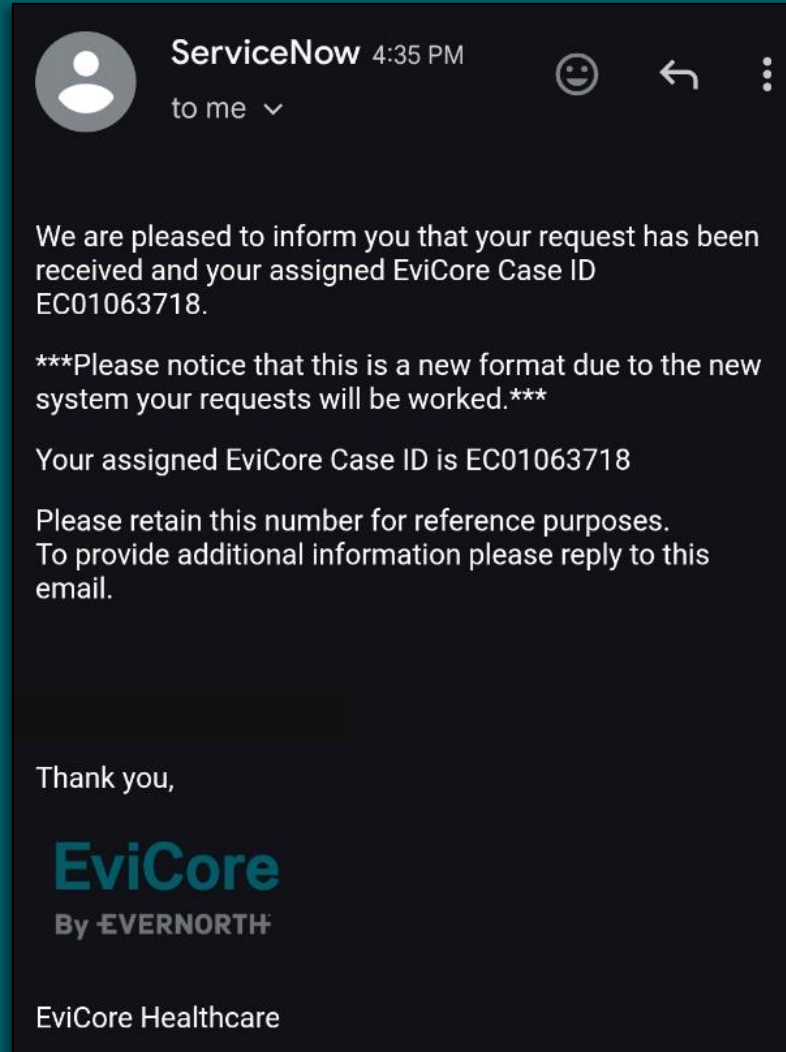 ServiceNow 4:35 PM
to me
We are pleased to inform you that your request has been
received and your assigned EviCore Case ID
EC01063718.
***Please notice that this is a new format due to the new
system your requests will be worked.***
Your assigned EviCore Case ID is EC01063718
Please retain this number for reference purposes.
To provide additional information please reply to this
email.
Thank you,
EviCore
By EVERNORTH
EviCore Healthcare